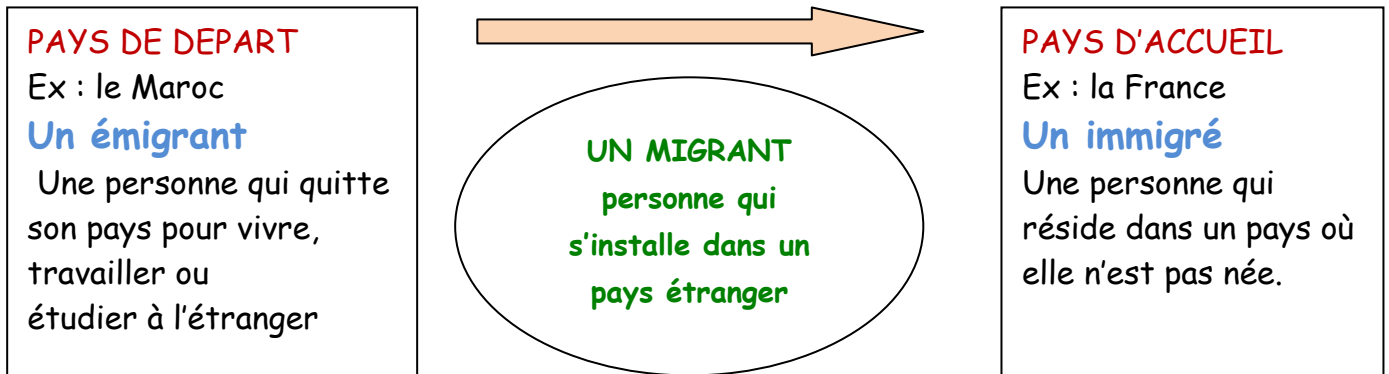 PAYS DE DEPART
Ex : le Maroc
Un émigrant
Une personne qui quitte
son pays pour vivre,
travailler ou
étudier à l’étranger
UN MIGRANT
personne qui
s’installe dans un
pays étranger
PAYS D’ACCUEIL
Ex : la France
Un immigré
Une personne qui
réside dans un pays où
elle n’est pas née.